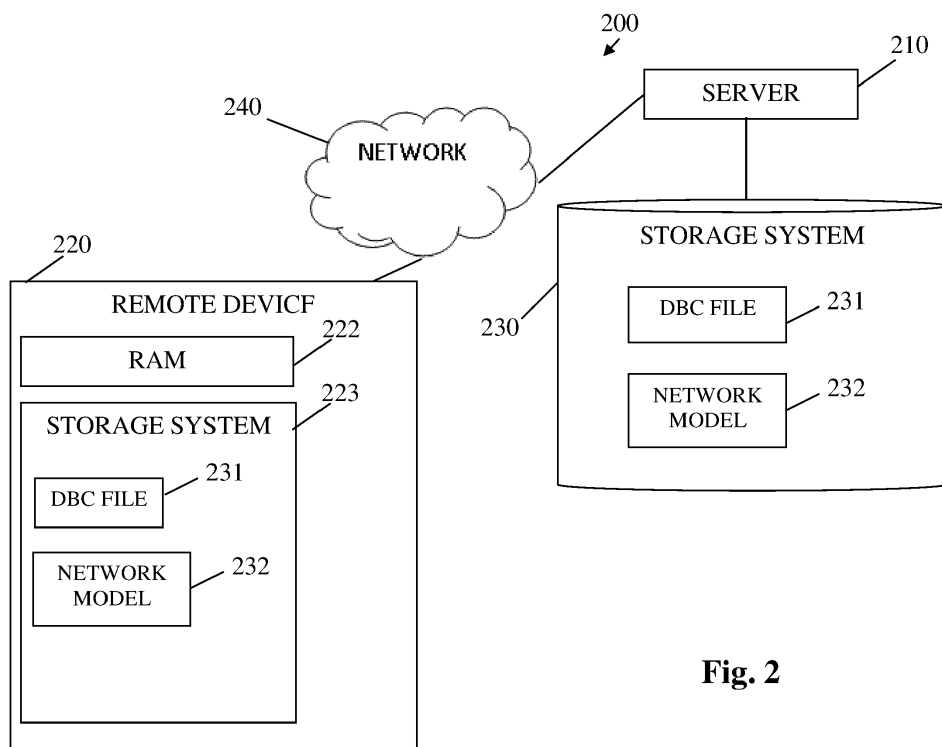 200
210
SERVER
240
NETWORK
STORAGE SYSTEM
220
REMOTE DEVICF
230
DBC FILE
231
222
RAM
223
STORAGE SYSTEM
NETWORK
MODEL
232
231
DBC FILE
NETWORK
MODEL
232
Fig. 2